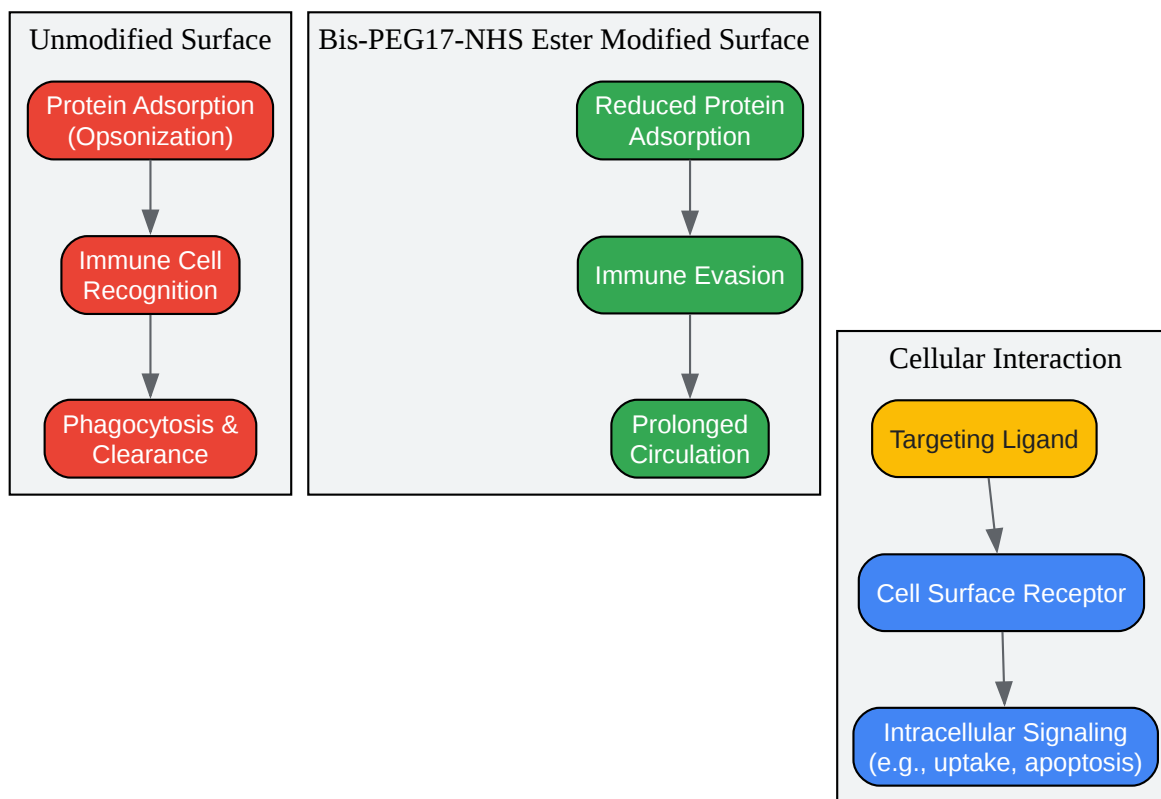 Unmodified Surface
Protein Adsorption
(Opsonization)
Immune Cell
Recognition
Phagocytosis &
Clearance
Bis-PEG17-NHS Ester Modified Surface
Reduced Protein
Adsorption
Immune Evasion
Prolonged
Circulation
Cellular Interaction
Targeting Ligand
Cell Surface Receptor
Intracellular Signaling
(e.g., uptake, apoptosis)